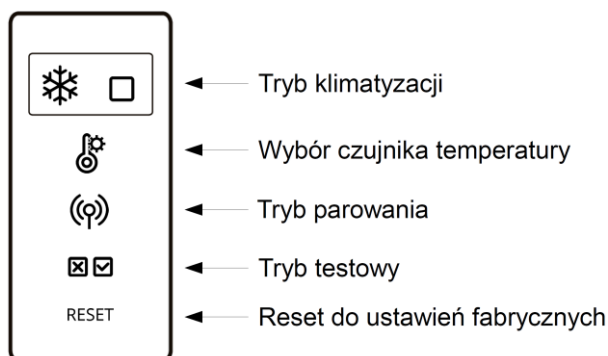 Tryb klimatyzacji
Wybór czujnika temperatury
Tryb parowania
Tryb testowy
RESET Reset do ustawień fabrycznych